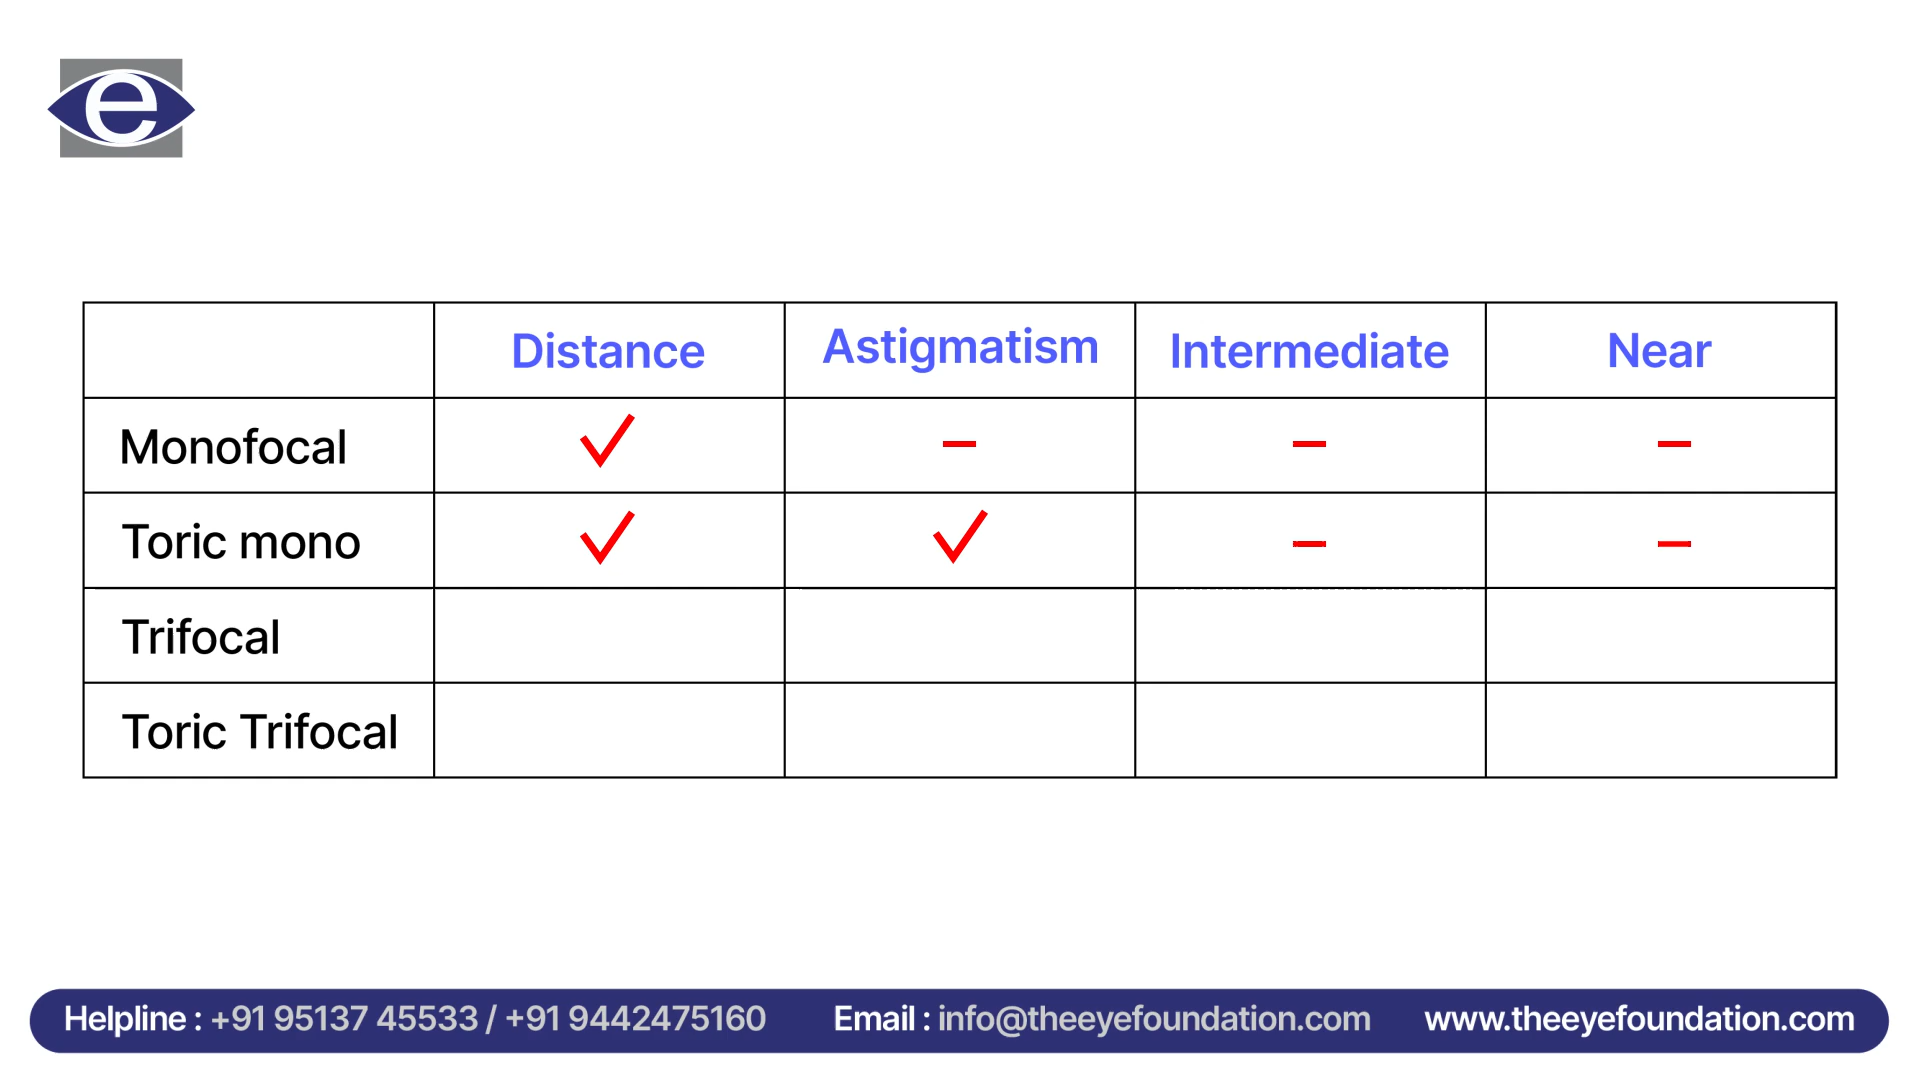 e
Distance Astigmatism Intermediate Near
Monofocal ✓ – – –
Toric mono ✓ ✓ – –
Trifocal
Toric Trifocal
Helpline : +91 95137 45533 / +91 9442475160 Email : info@theeyefoundation.com www.theeyefoundation.com